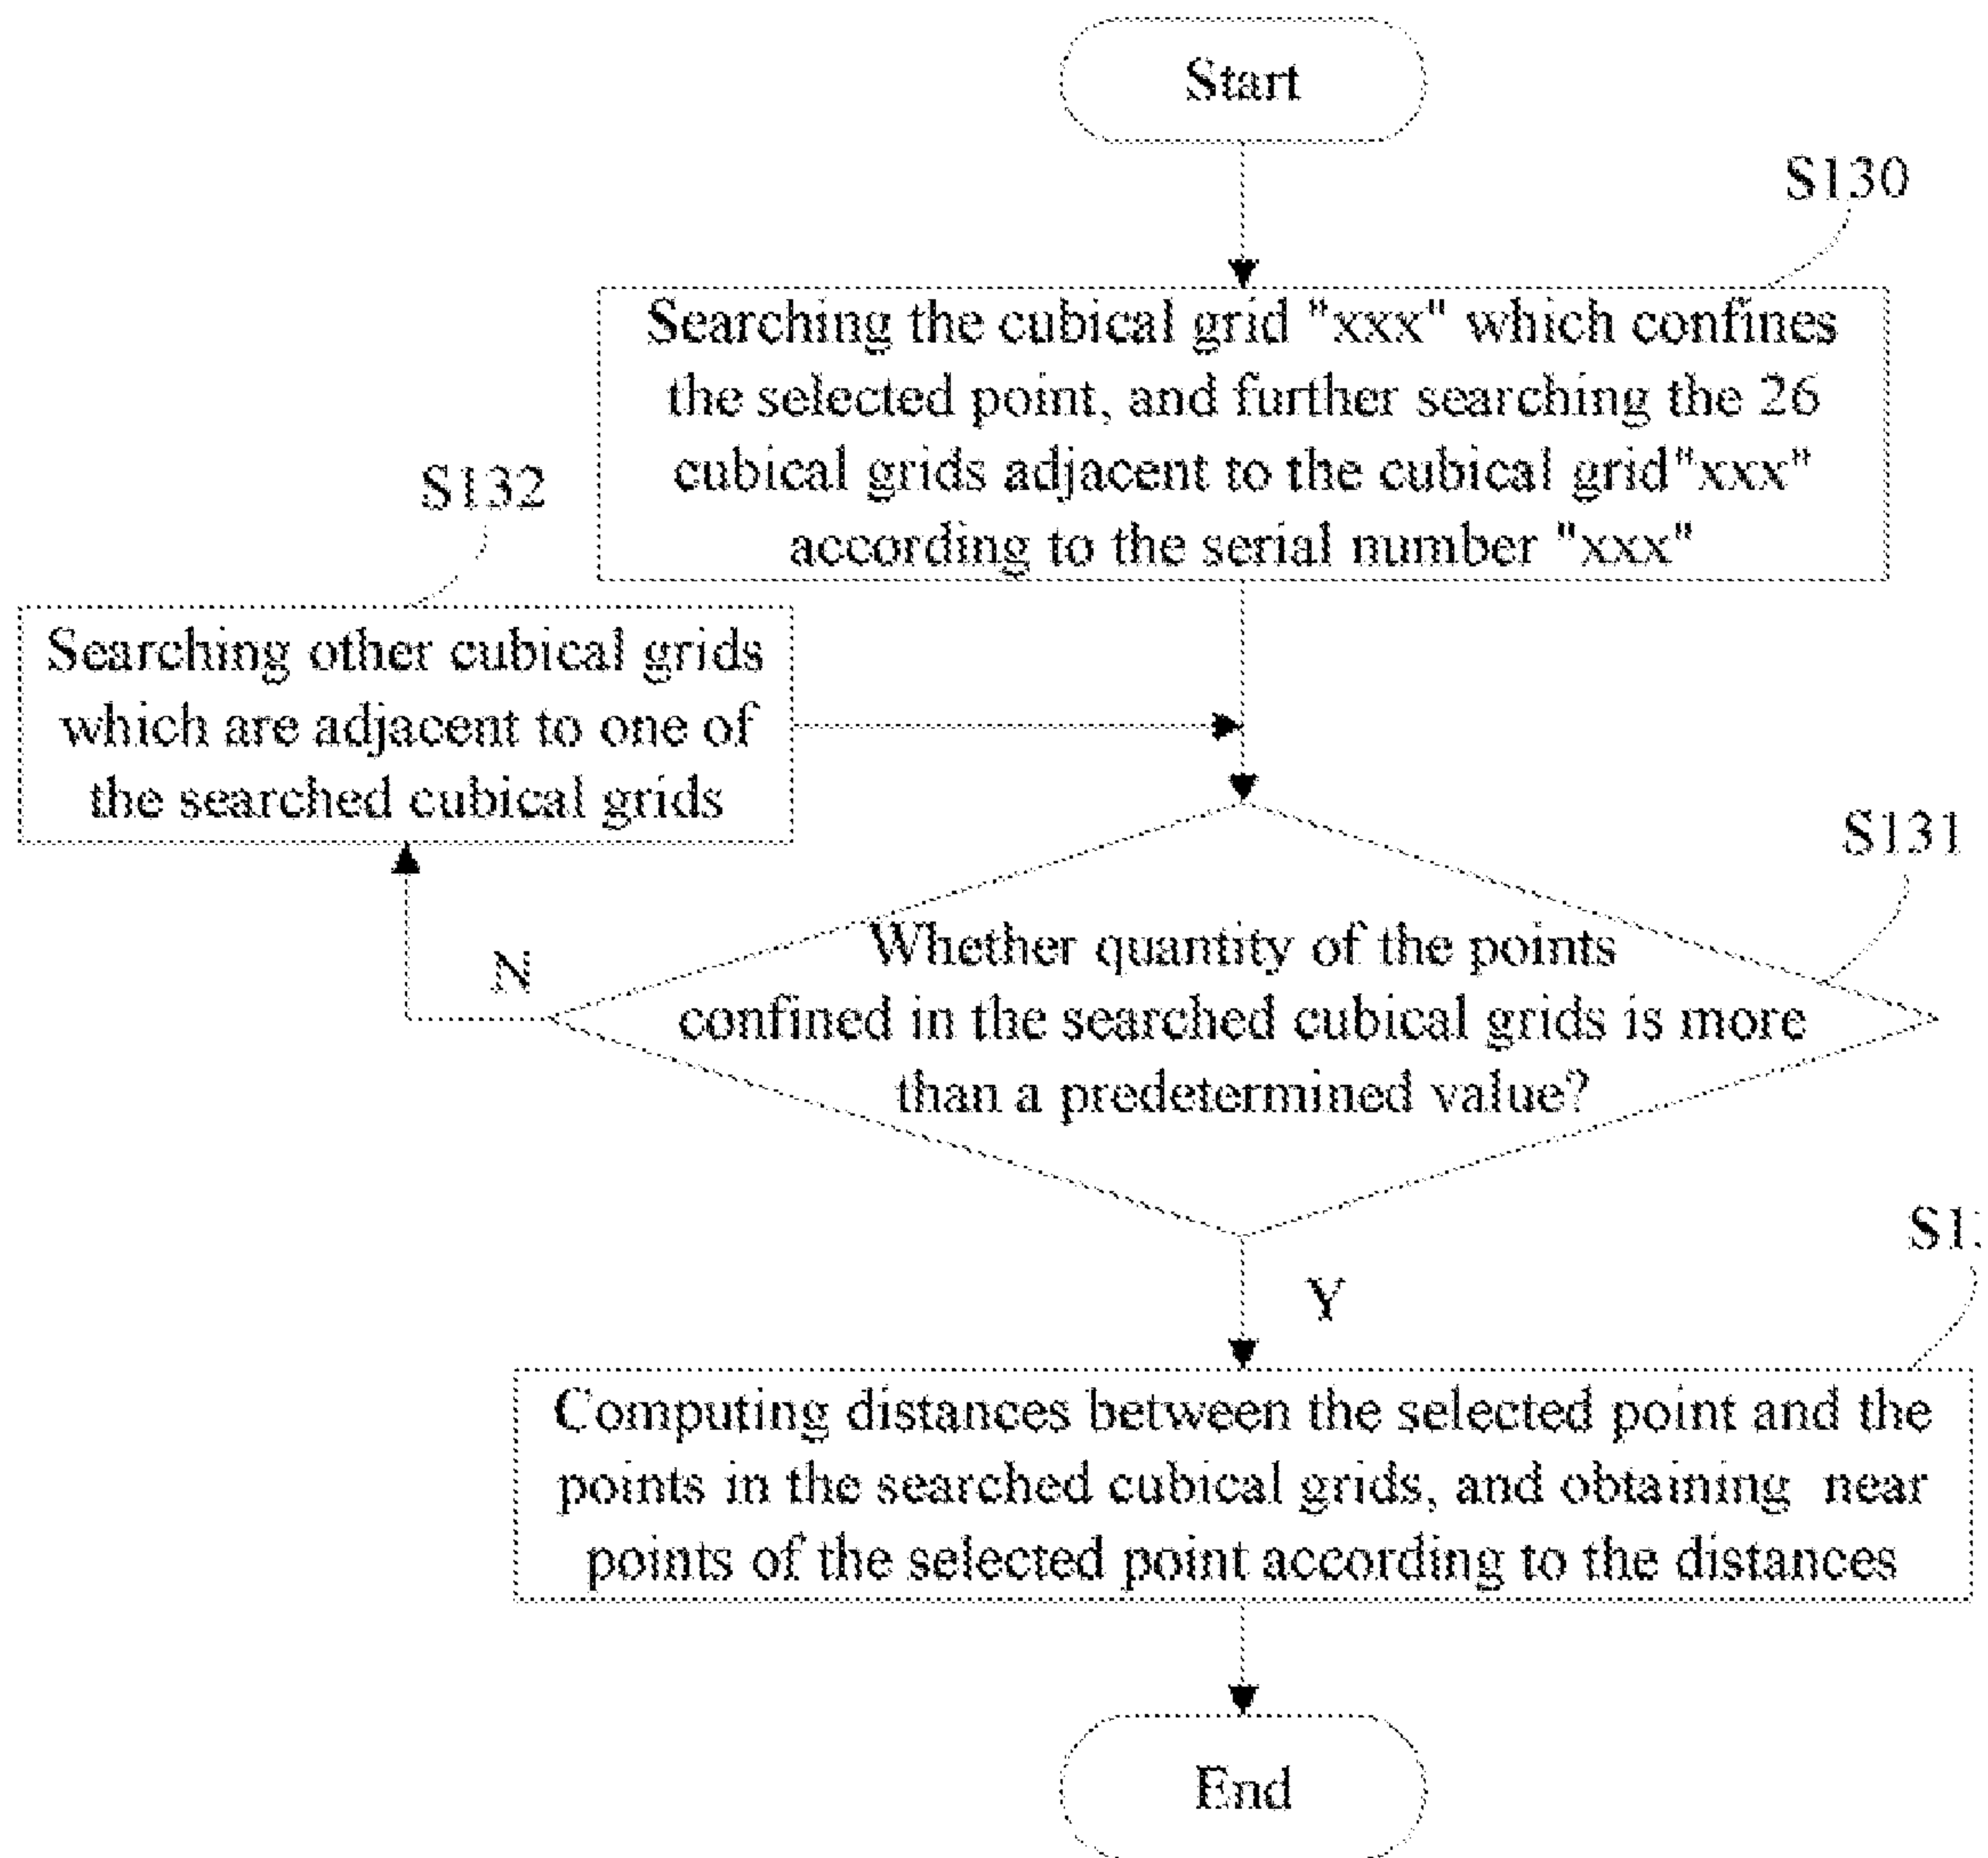 Start
S130
Searching the cubical grid "xxx" which confines
the selected point, and further searching the 26
cubical grids adjacent to the cubical grid"xxx"
according to the serial number "xxx"
S132
Searching other cubical grids
which are adjacent to one of
the searched cubical grids
S131
Whether quantity of the points
confined in the searched cubical grids is more
than a predetermined value?
N
Y
Computing distances between the selected point and the
points in the searched cubical grids, and obtaining near
points of the selected point according to the distances
End